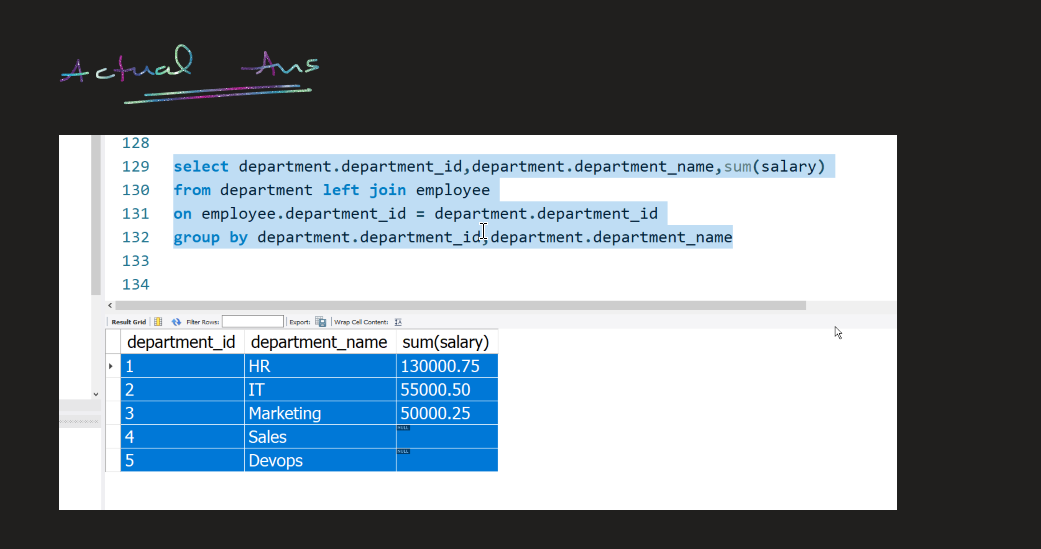 Actual Ans
128
129 select department.department_id,department.department_name,sum(salary)
130 from department left join employee
131 on employee.department_id = department.department_id
132 group by department.department_id,department.department_name
133
134
Result Grid Filter Rows: Export: Wrap Cell Content:
department_id department_name sum(salary)
1 HR 130000.75
2 IT 55000.50
3 Marketing 50000.25
4 Sales NULL
5 Devops NULL